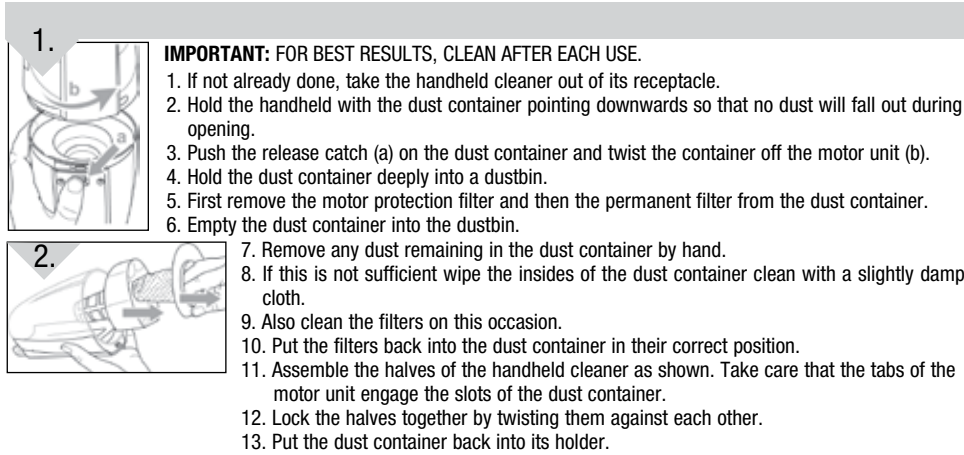 1.
IMPORTANT: FOR BEST RESULTS, CLEAN AFTER EACH USE.
1. If not already done, take the handheld cleaner out of its receptacle.
2. Hold the handheld with the dust container pointing downwards so that no dust will fall out during
opening.
3. Push the release catch (a) on the dust container and twist the container off the motor unit (b).
4. Hold the dust container deeply into a dustbin.
5. First remove the motor protection filter and then the permanent filter from the dust container.
6. Empty the dust container into the dustbin.
b
a
2.
7. Remove any dust remaining in the dust container by hand.
8. If this is not sufficient wipe the insides of the dust container clean with a slightly damp
cloth.
9. Also clean the filters on this occasion.
10. Put the filters back into the dust container in their correct position.
11. Assemble the halves of the handheld cleaner as shown. Take care that the tabs of the
motor unit engage the slots of the dust container.
12. Lock the halves together by twisting them against each other.
13. Put the dust container back into its holder.